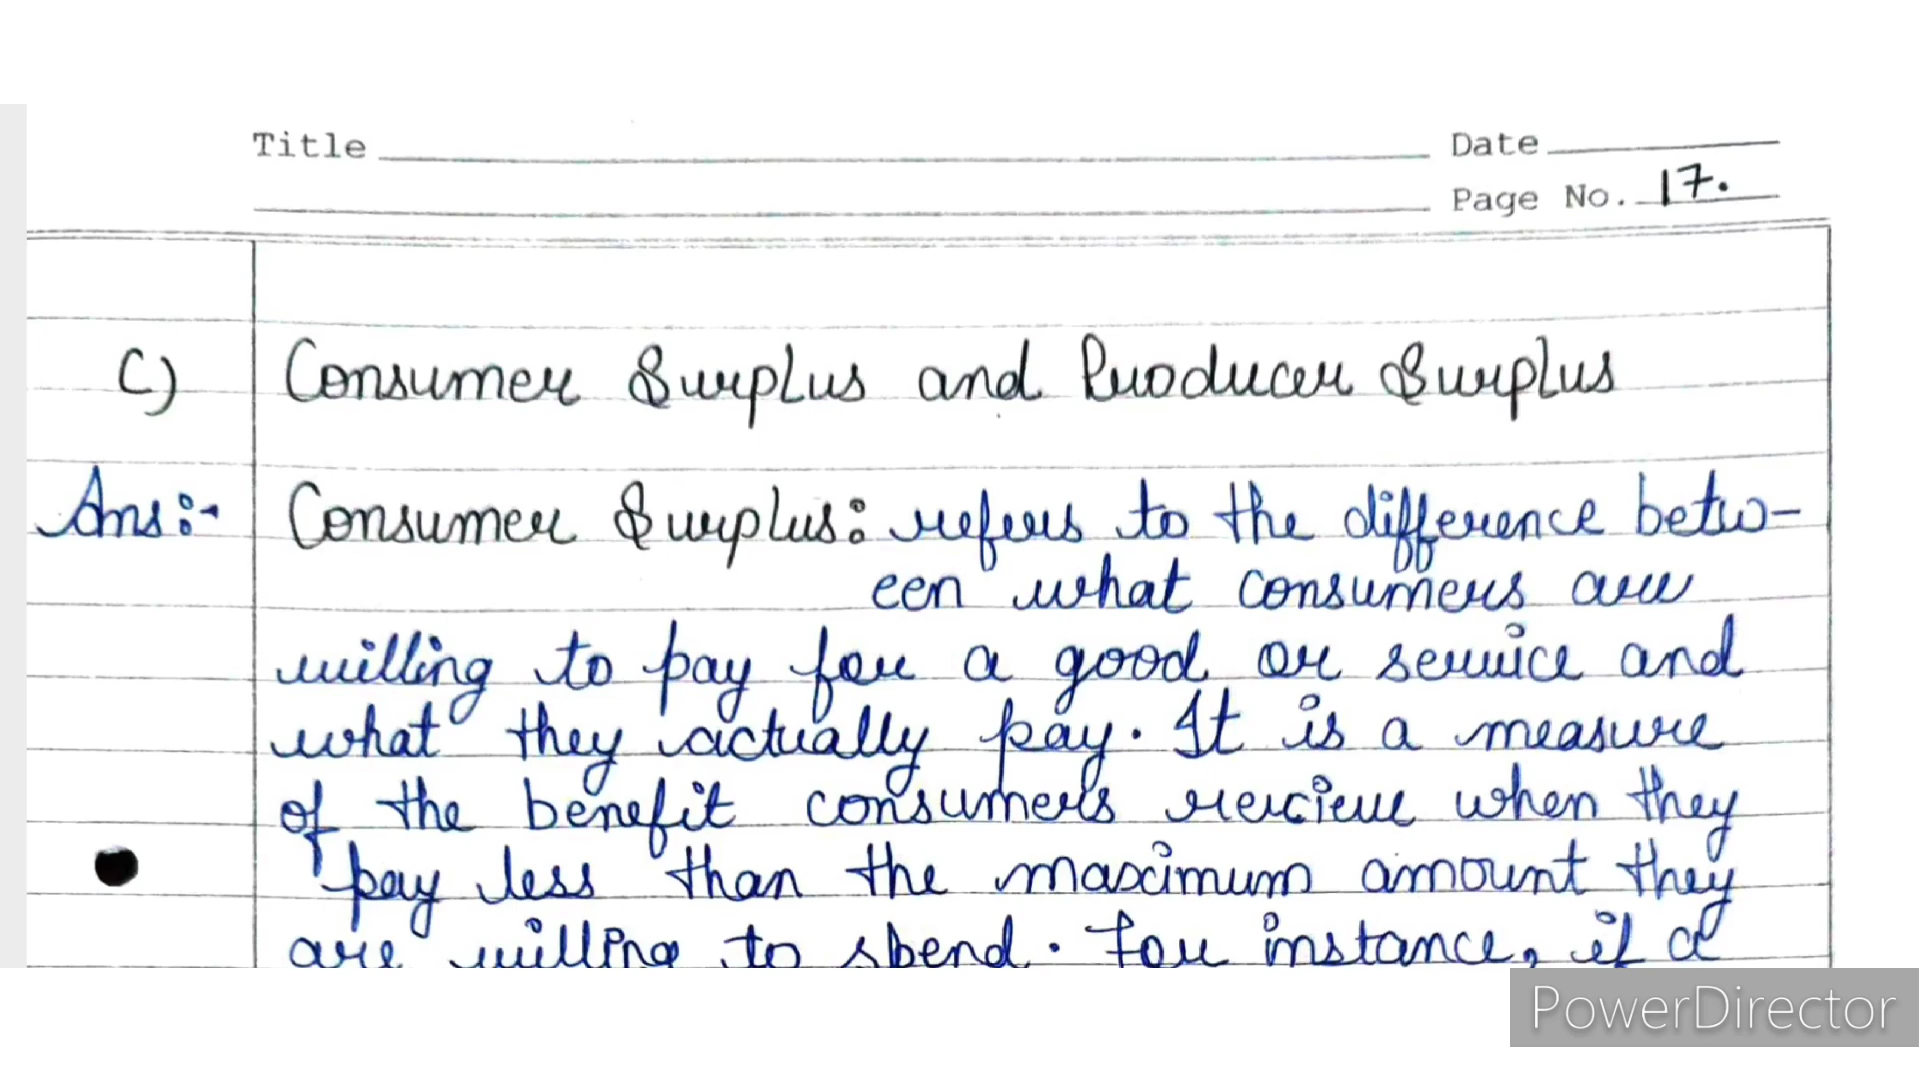 Title
Date
Page No. 17.
C) Consumer Surplus and Producer Surplus
Ans:- Consumer Surplus: refers to the difference betw-
een what consumers are
willing to pay for a good or service and
what they actually pay. It is a measure
of the benefit consumers recieve when they
pay less than the maximum amount they
are willing to spend. For instance, if a
PowerDirector